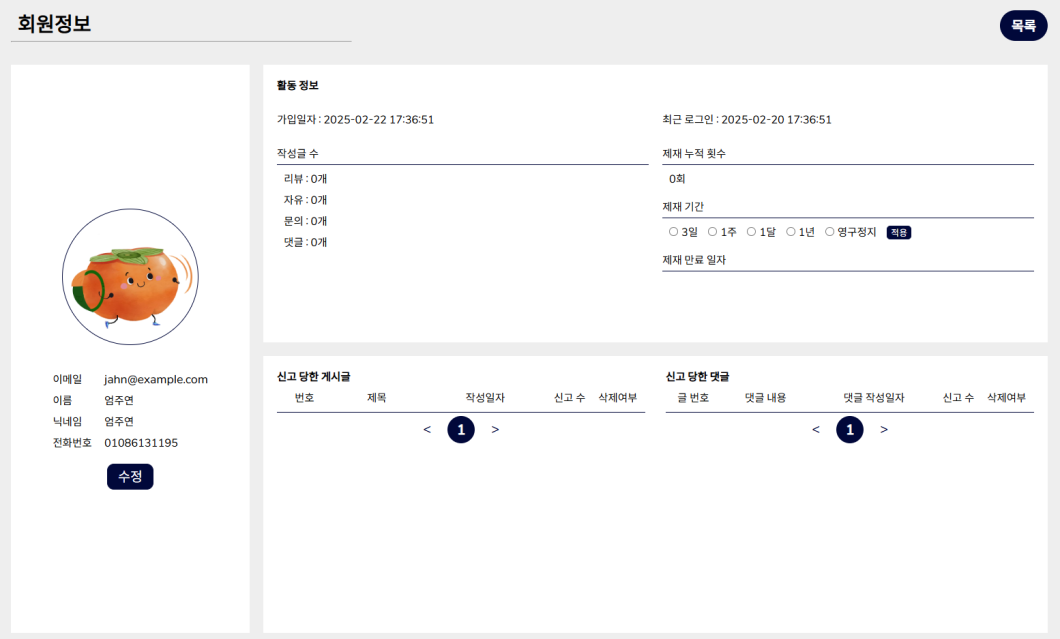 회원정보
목록
이메일 jahn@example.com
이름 엄주연
닉네임 엄주연
전화번호 01086131195
수정
활동 정보
가입일자 : 2025-02-22 17:36:51
최근 로그인 : 2025-02-20 17:36:51
작성글 수
리뷰 : 0개
자유 : 0개
문의 : 0개
댓글 : 0개
제재 누적 횟수
0회
제재 기간
3일 1주 1달 1년 영구정지 적용
제재 만료 일자
신고 당한 게시글
번호 제목 작성일자 신고 수 삭제여부
< 1 >
신고 당한 댓글
글 번호 댓글 내용 댓글 작성일자 신고 수 삭제여부
< 1 >